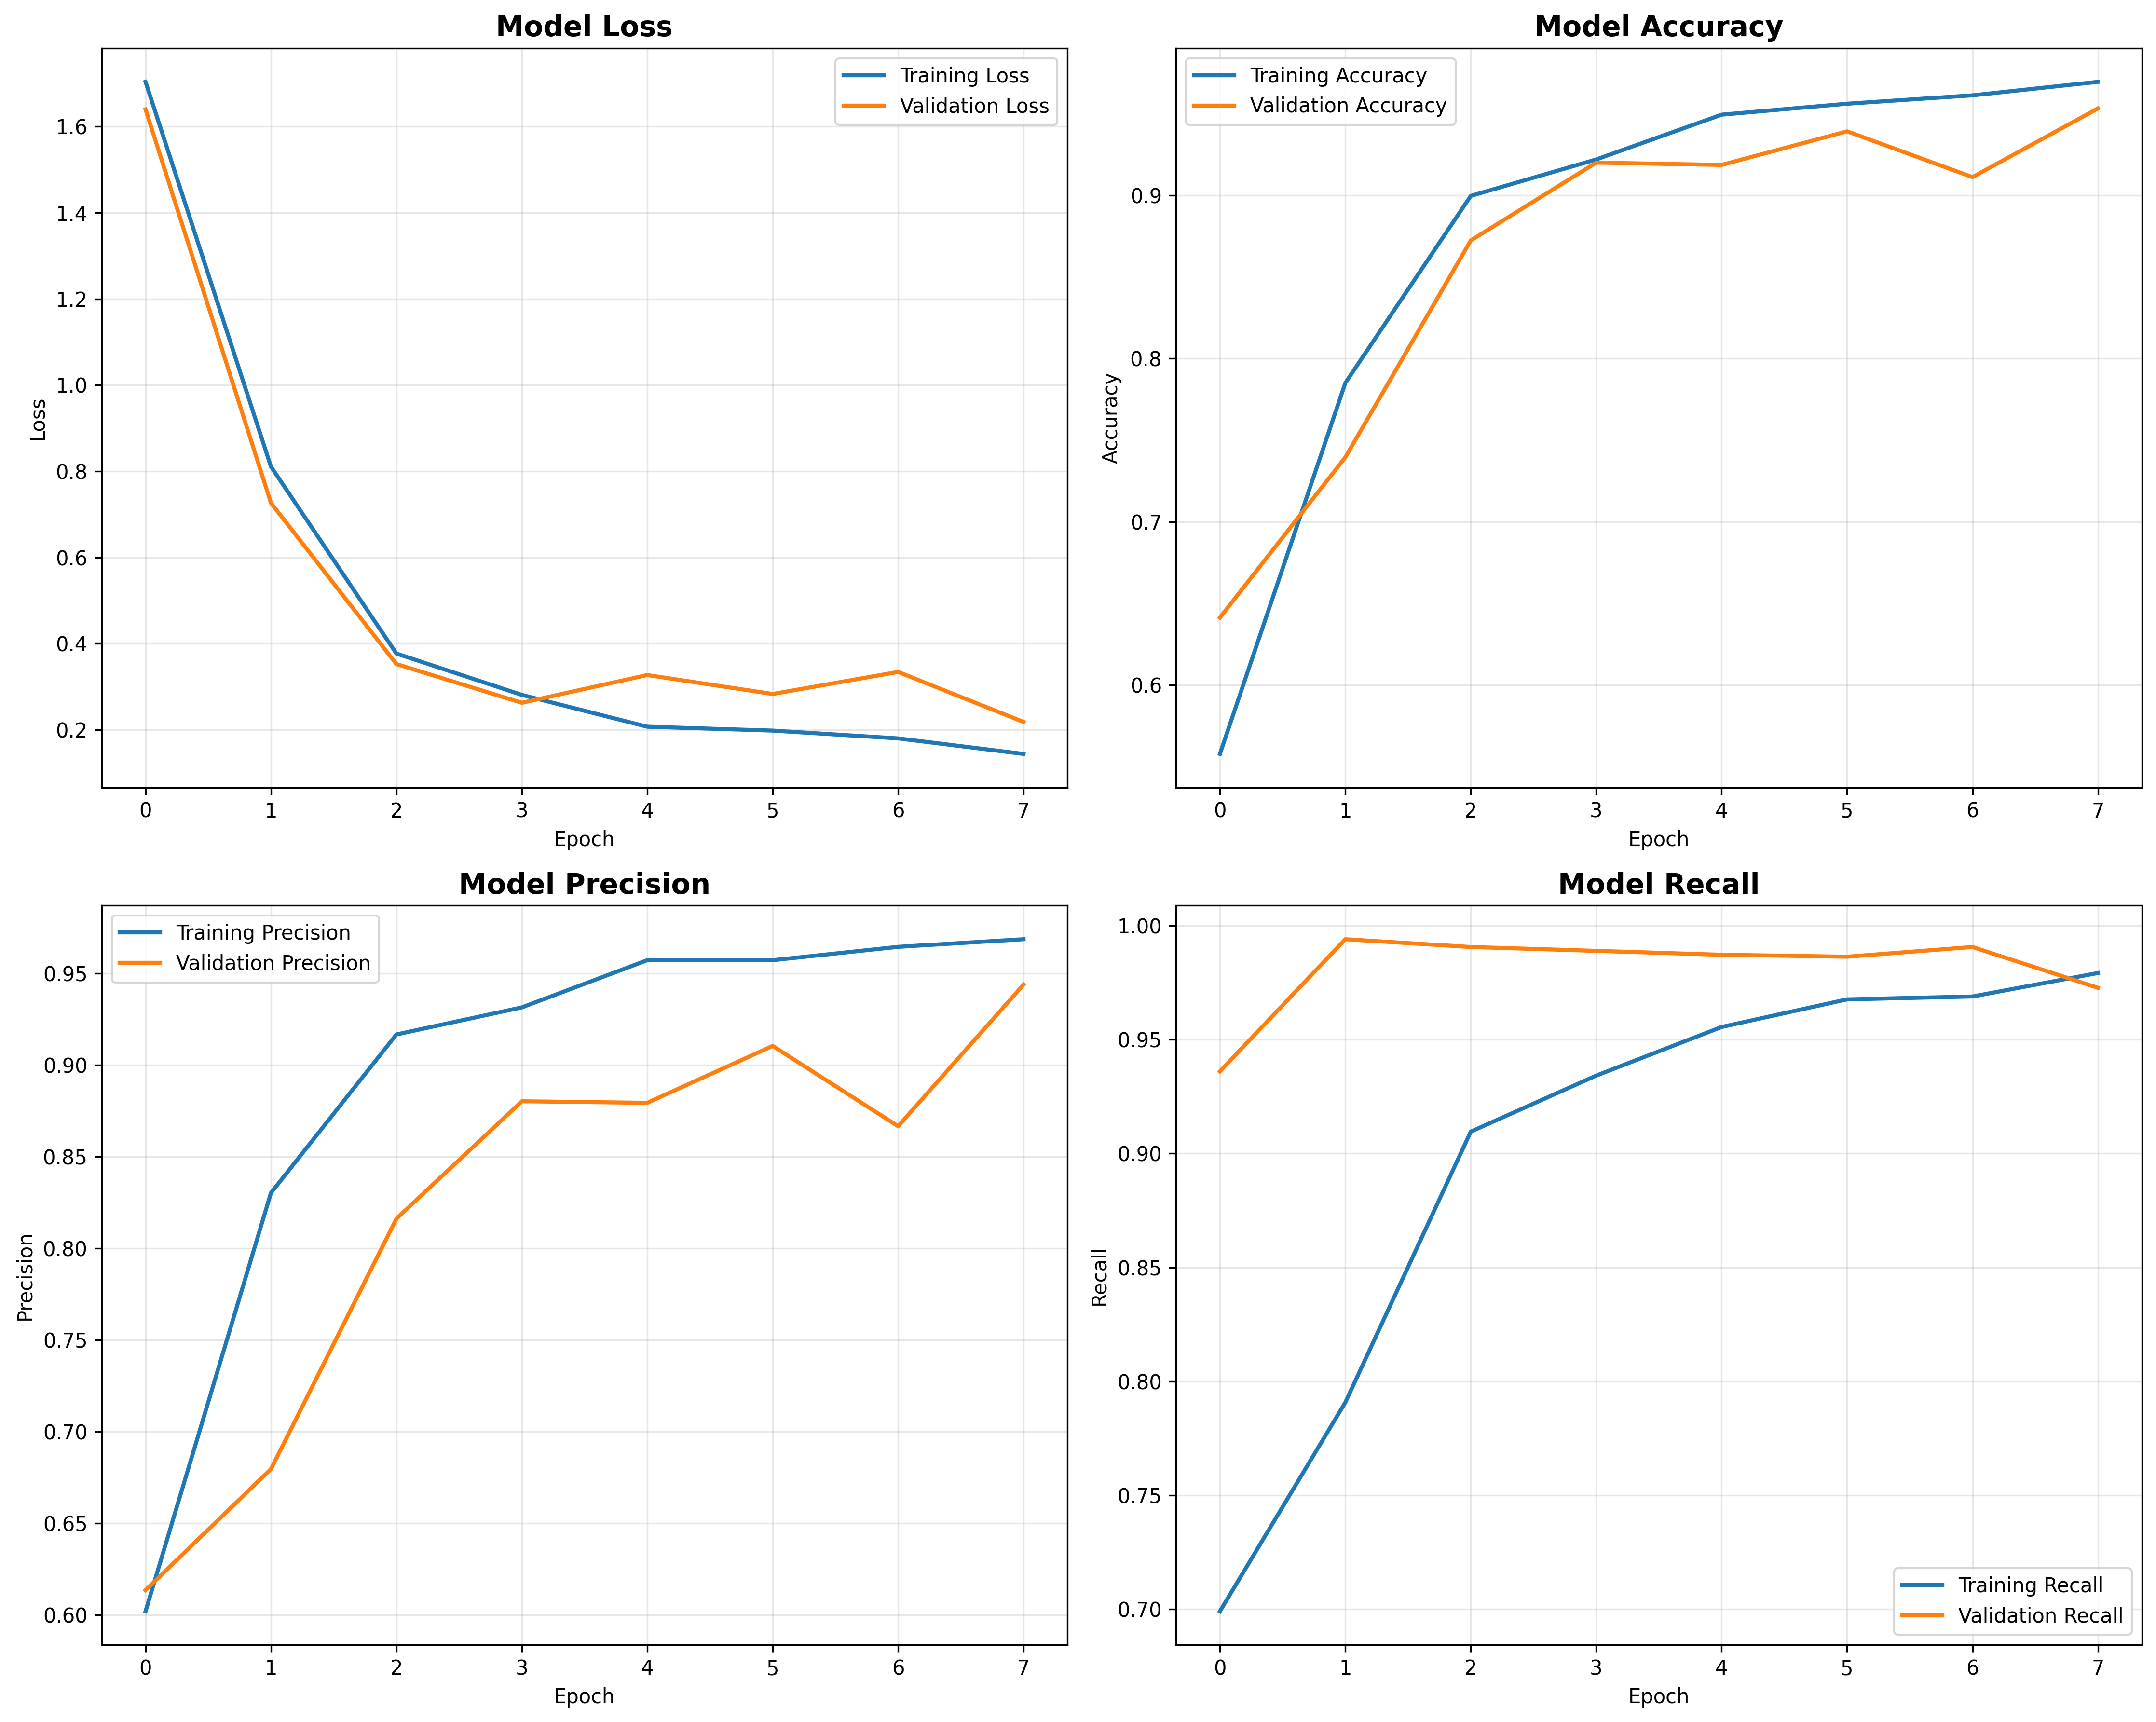 Model Loss
Training Loss
Validation Loss
1.6
1.4
1.2
1.0
0.8
0.6
0.4
0.2
Loss
0 1 2 3 4 5 6 7
Epoch
Model Accuracy
Training Accuracy
Validation Accuracy
0.9
0.8
0.7
0.6
Accuracy
0 1 2 3 4 5 6 7
Epoch
Model Precision
Training Precision
Validation Precision
0.95
0.90
0.85
0.80
0.75
0.70
0.65
0.60
Precision
0 1 2 3 4 5 6 7
Epoch
Model Recall
1.00
0.95
0.90
0.85
0.80
0.75
0.70
Recall
Training Recall
Validation Recall
0 1 2 3 4 5 6 7
Epoch